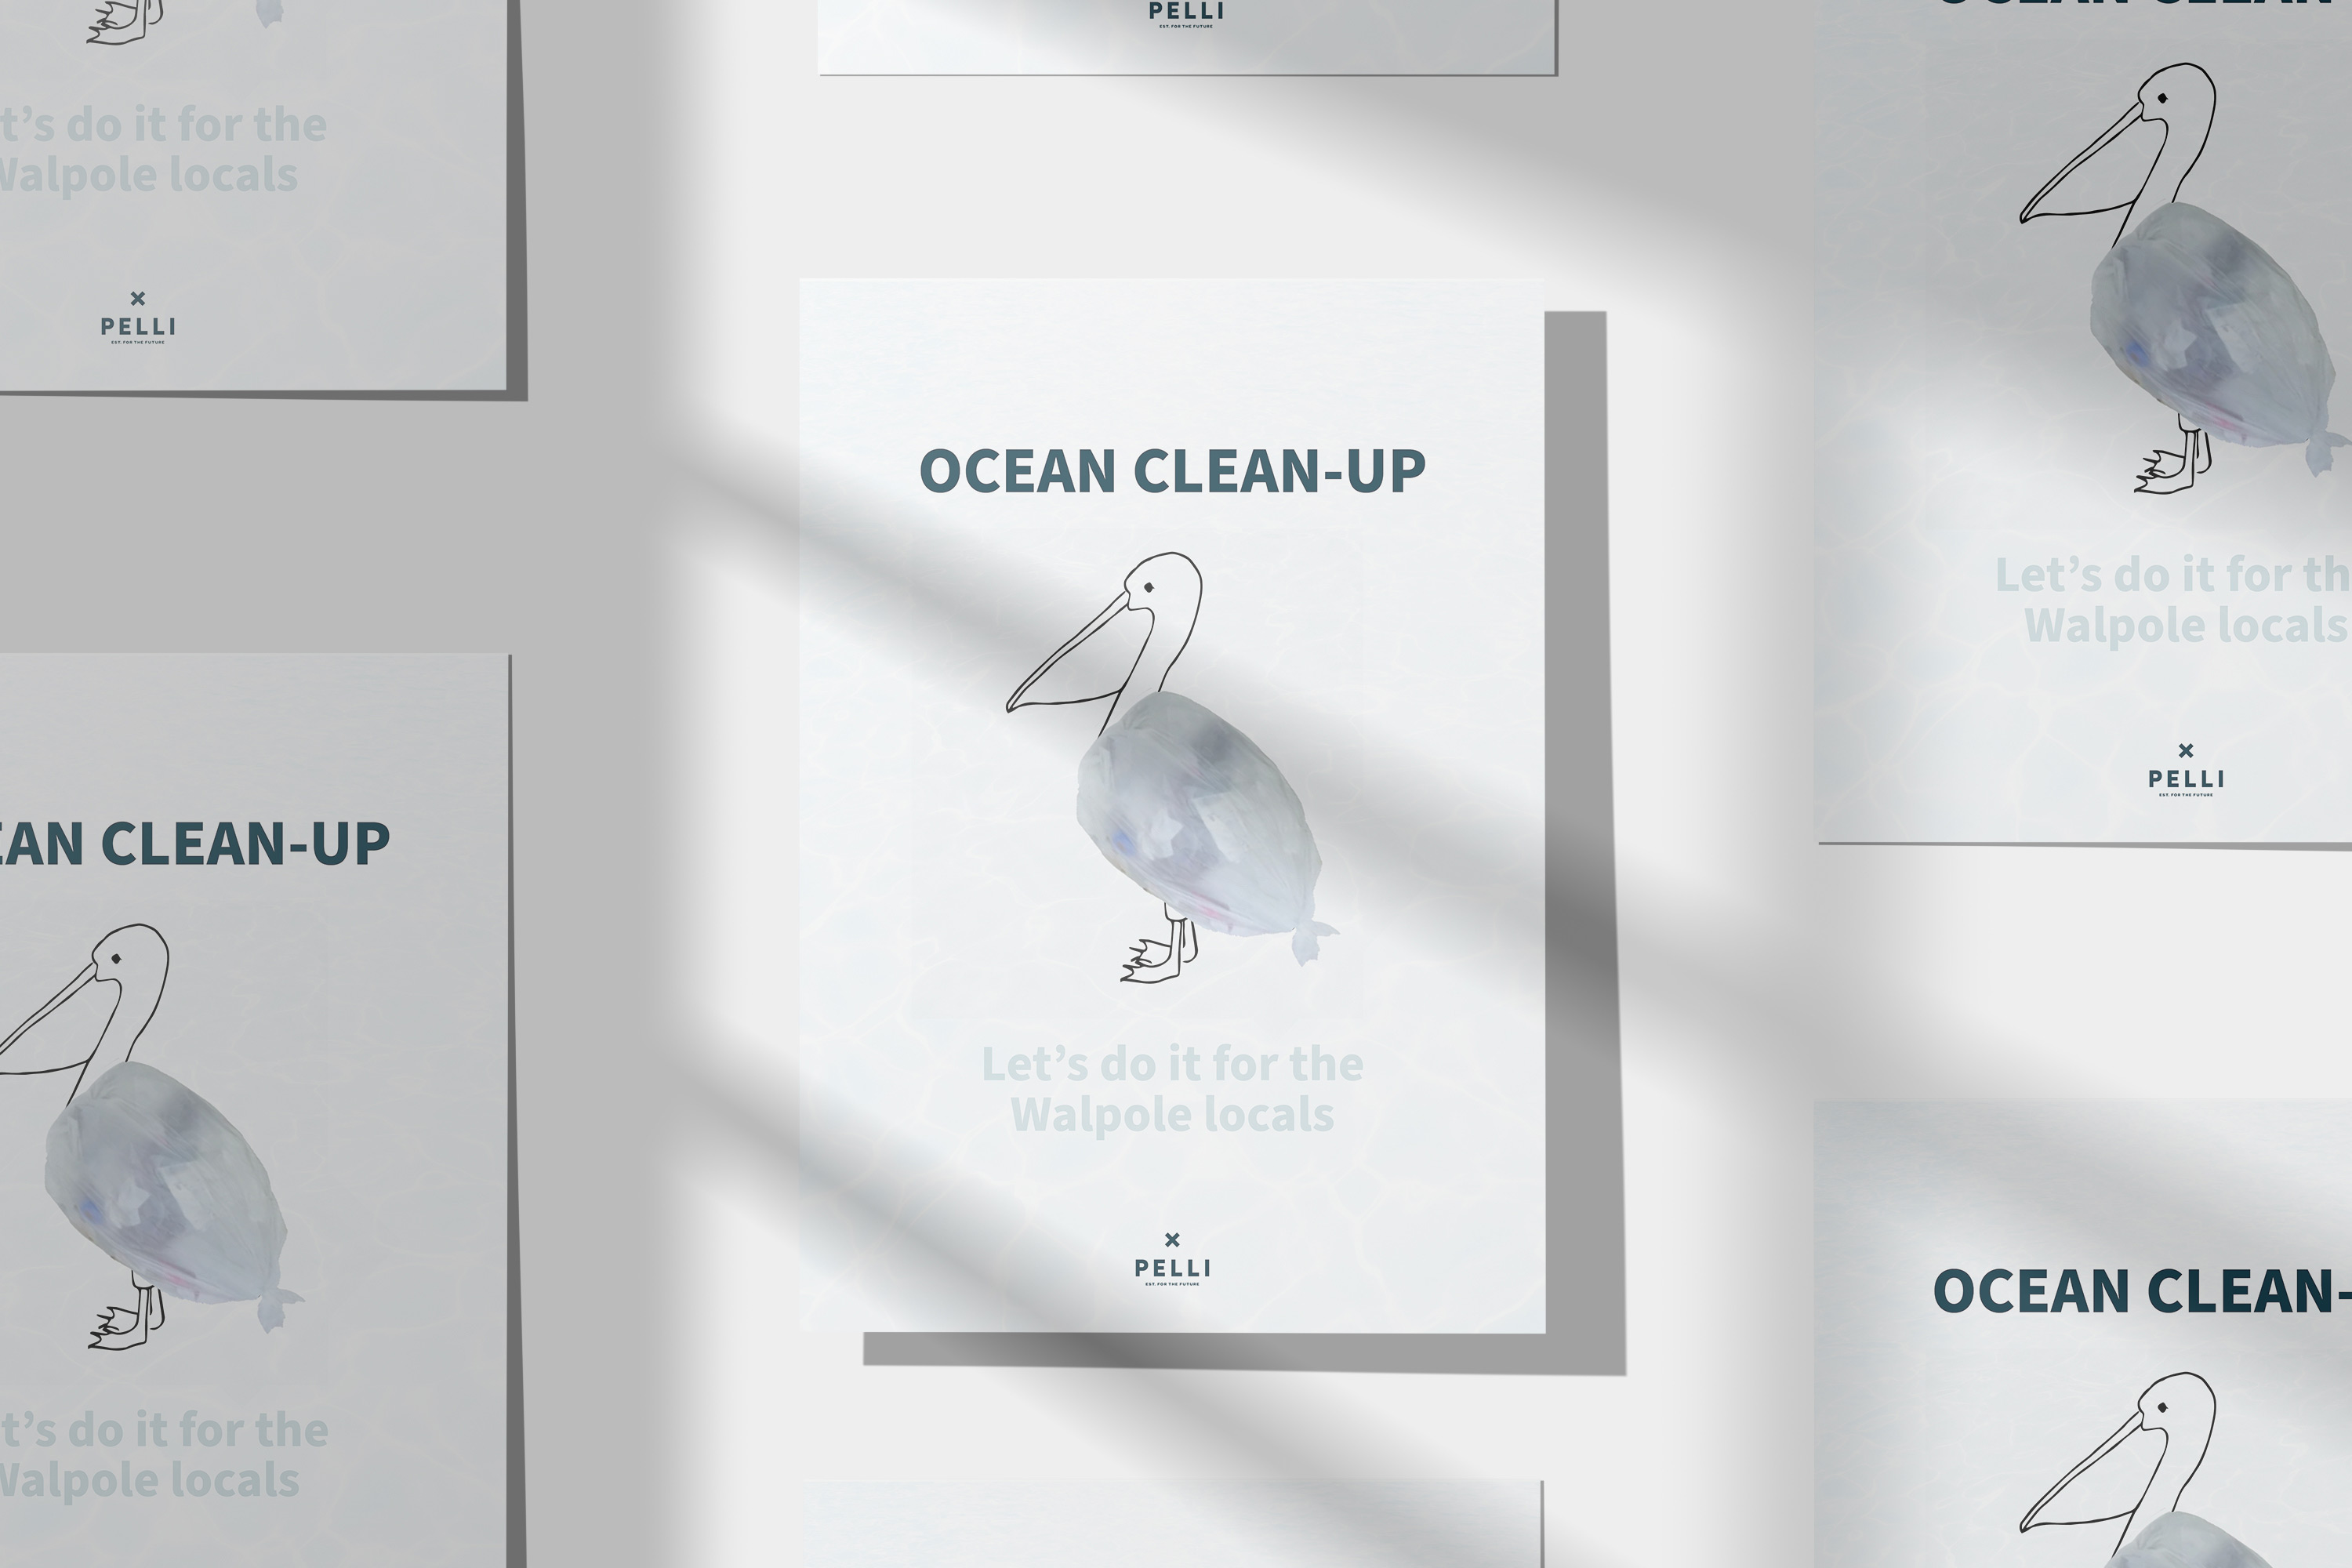 t’s do it for the
Walpole locals
PELLI
EST. FOR THE FUTURE
EAN CLEAN-UP
t’s do it for the
Walpole locals
PELLI
EST. FOR THE FUTURE
OCEAN CLEAN-UP
Let’s do it for the
Walpole locals
PELLI
EST. FOR THE FUTURE
Let’s do it for th
Walpole locals
PELLI
EST. FOR THE FUTURE
OCEAN CLEAN-